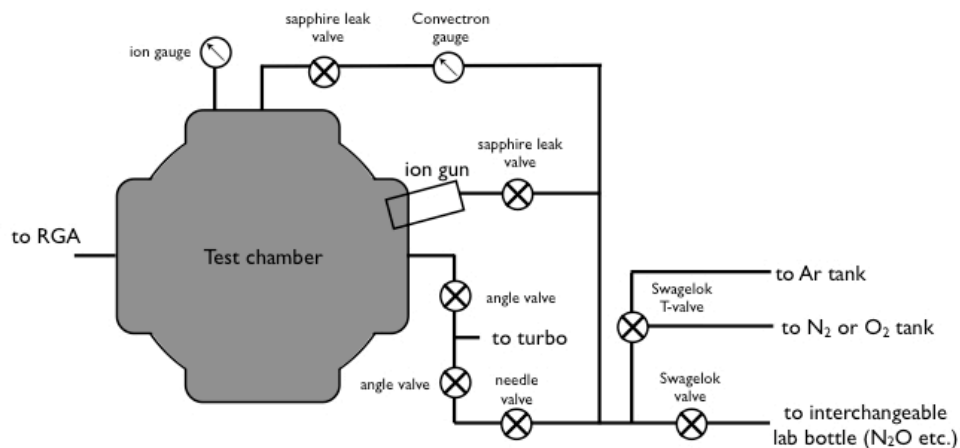 sapphire leak
valve
Convectron
gauge
ion gauge
sapphire leak
valve
ion gun
to RGA
Test chamber
to Ar tank
angle valve
Swagelok
T-valve
to N₂ or O₂ tank
to turbo
angle valve
needle
valve
Swagelok
valve
to interchangeable
lab bottle (N₂O etc.)